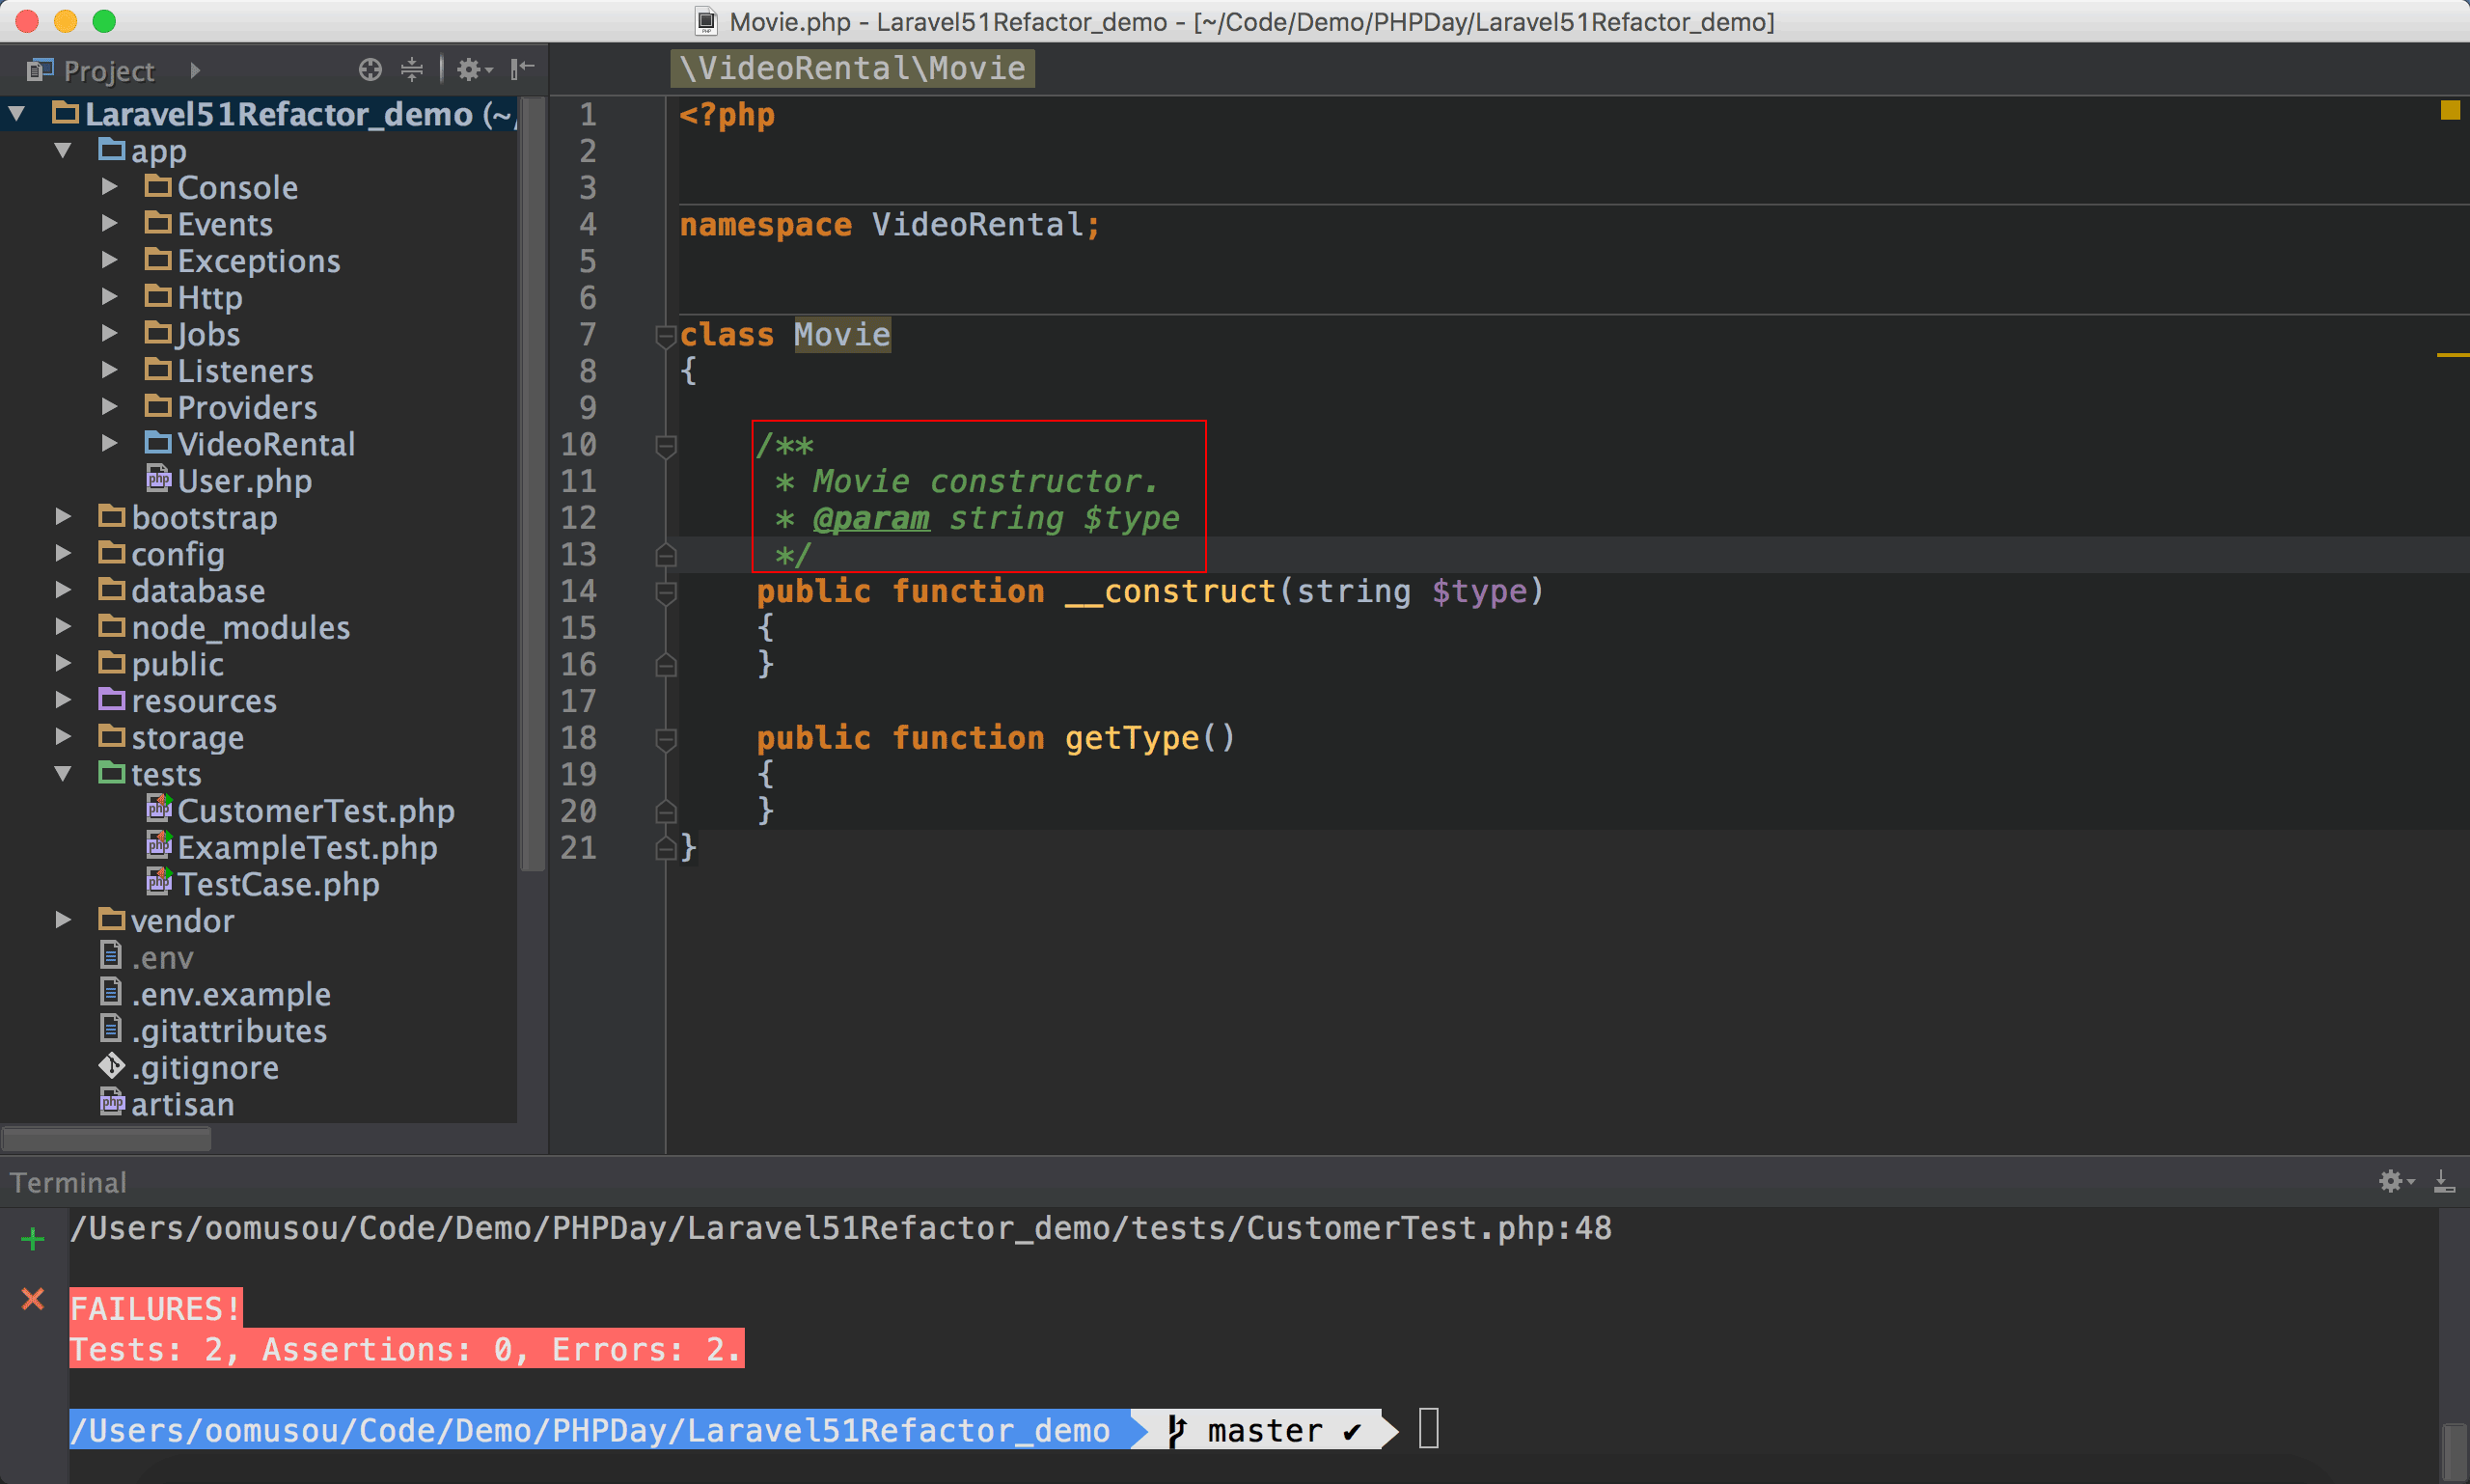 Movie.php - Laravel51Refactor_demo - [~/Code/Demo/PHPDay/Laravel51Refactor_demo]
Project
\VideoRental\Movie
Laravel51Refactor_demo (~/
app
Console
Events
Exceptions
Http
Jobs
Listeners
Providers
VideoRental
User.php
bootstrap
config
database
node_modules
public
resources
storage
tests
CustomerTest.php
ExampleTest.php
TestCase.php
vendor
.env
.env.example
.gitattributes
.gitignore
artisan
1 <?php
2
3
4 namespace VideoRental;
5
6
7 class Movie
8 {
9
10 /**
11 * Movie constructor.
12 * @param string $type
13 */
14 public function __construct(string $type)
15 {
16 }
17
18 public function getType()
19 {
20 }
21 }
Terminal
/Users/oomusou/Code/Demo/PHPDay/Laravel51Refactor_demo/tests/CustomerTest.php:48
FAILURES!
Tests: 2, Assertions: 0, Errors: 2.
/Users/oomusou/Code/Demo/PHPDay/Laravel51Refactor_demo master ✔